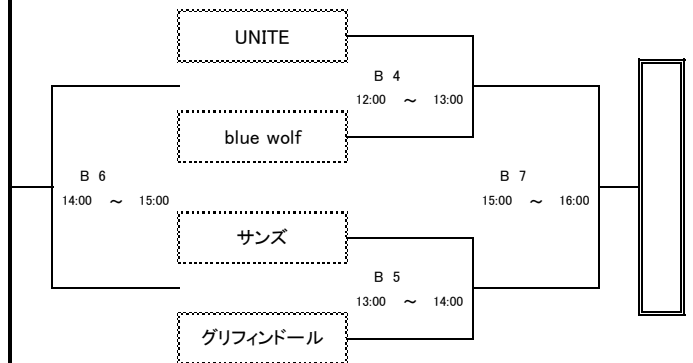 UNITE
B 4
12:00 ～ 13:00
blue wolf
B 6
14:00 ～ 15:00
B 7
15:00 ～ 16:00
サンズ
B 5
13:00 ～ 14:00
グリフィンドール